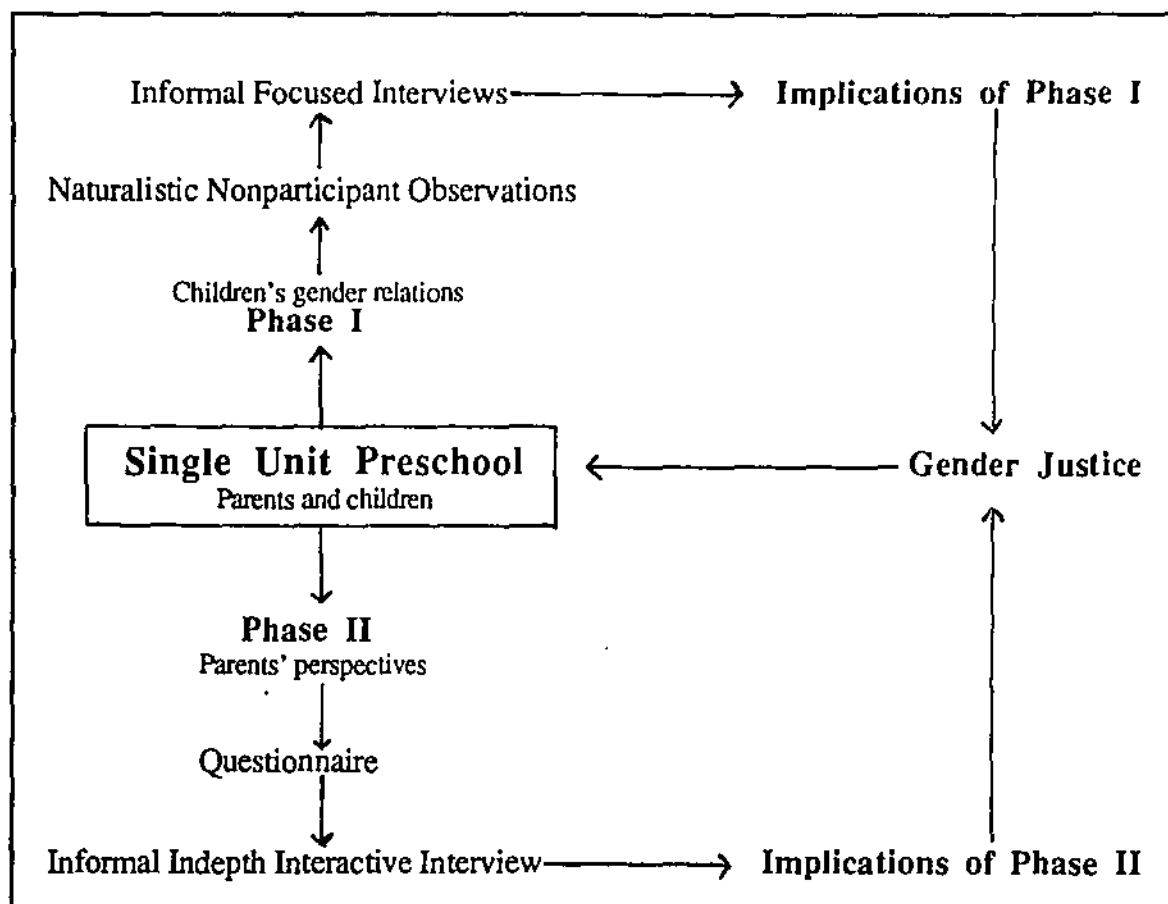 Informal Focused Interviews
Implications of Phase I
Naturalistic Nonparticipant Observations
Children's gender relations
Phase I
Single Unit Preschool
Parents and children
Gender Justice
Phase II
Parents' perspectives
Questionnaire
Informal Indepth Interactive Interview
Implications of Phase II